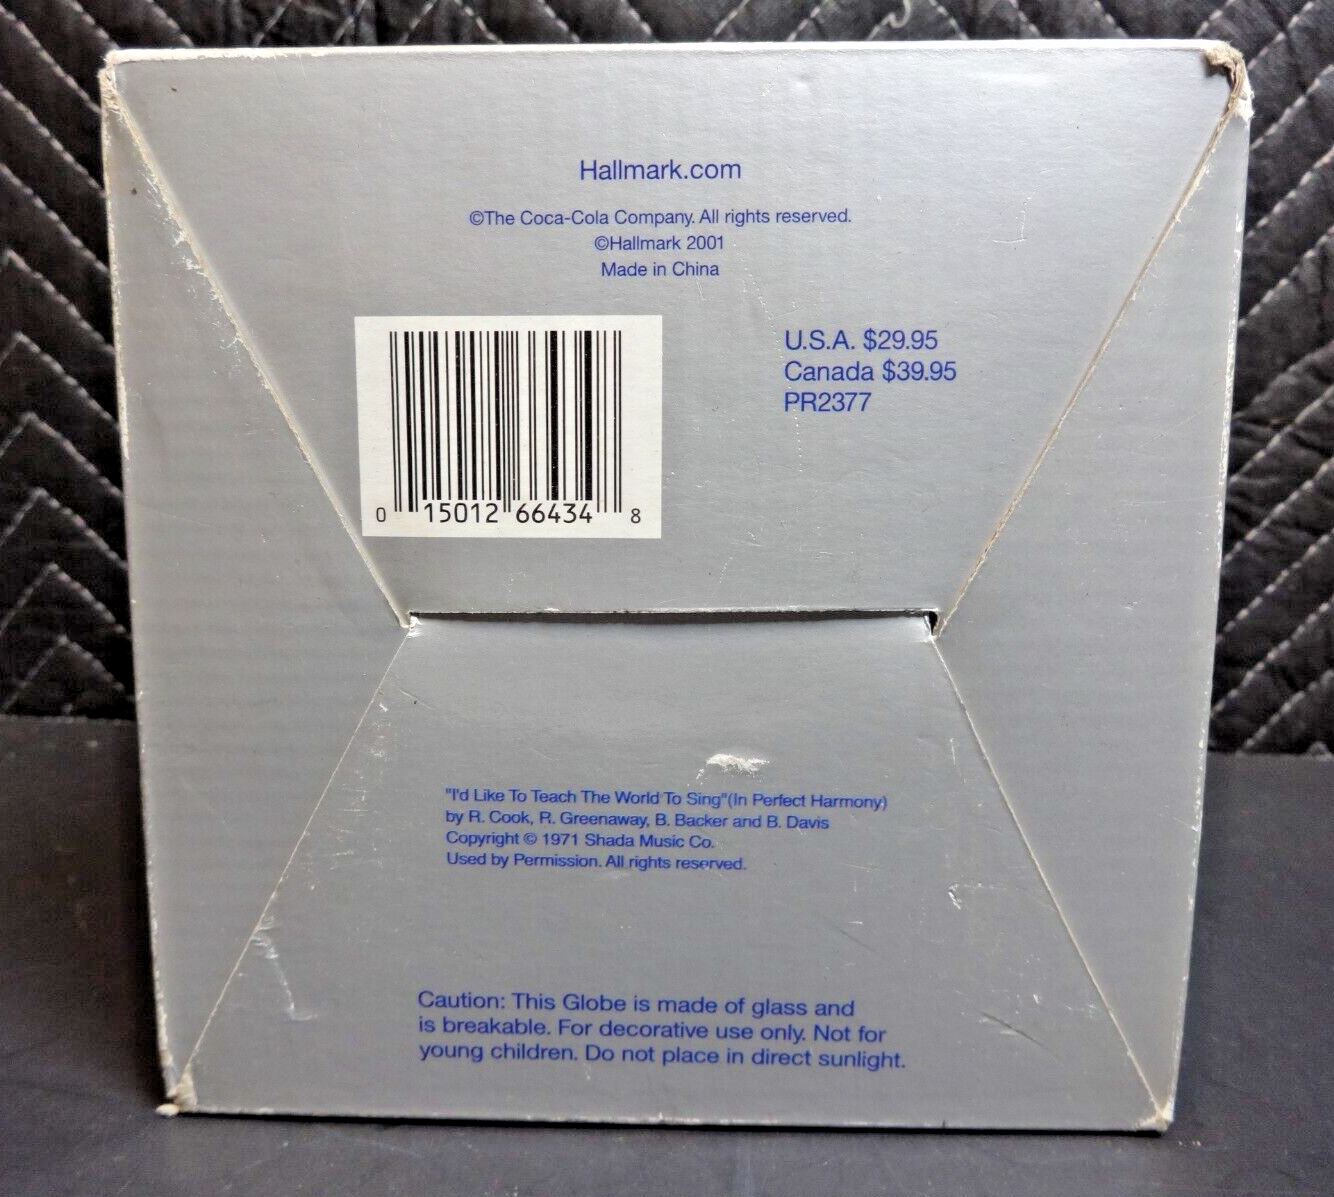 Hallmark.com
©The Coca-Cola Company. All rights reserved.
©Hallmark 2001
Made in China
U.S.A. $29.95
Canada $39.95
PR2377
0 15012 66434 8
"I'd Like To Teach The World To Sing"(In Perfect Harmony)
by R. Cook, R. Greenaway, B. Backer and B. Davis
Copyright © 1971 Shada Music Co.
Used by Permission. All rights reserved.
Caution: This Globe is made of glass and
is breakable. For decorative use only. Not for
young children. Do not place in direct sunlight.